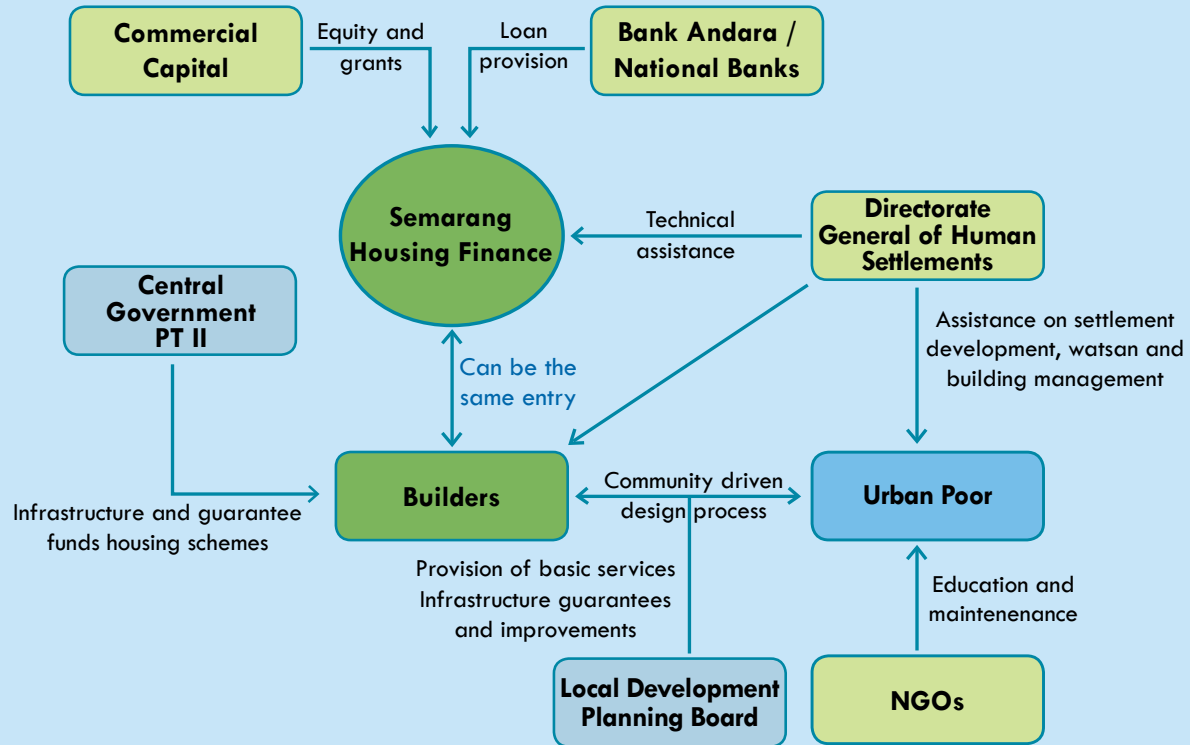 Commercial
Capital
Equity and
grants
Loan
provision
Bank Andara /
National Banks
Semarang
Housing Finance
Technical
assistance
Directorate
General of Human
Settlements
Central
Government
PT II
Assistance on settlement
development, watsan and
building management
Can be the
same entry
Builders
Community driven
design process
Urban Poor
Infrastructure and guarantee
funds housing schemes
Provision of basic services
Infrastructure guarantees
and improvements
Education and
maintenenance
Local Development
Planning Board
NGOs